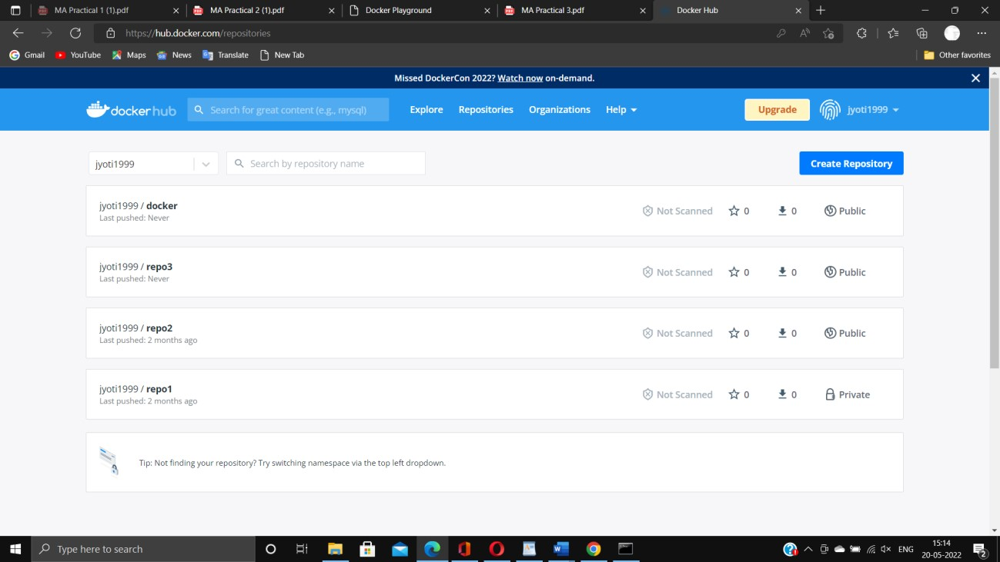 MA Practical 1 (1).pdf
MA Practical 2 (1).pdf
Docker Playground
MA Practical 3.pdf
Docker Hub
https://hub.docker.com/repositories
Gmail YouTube Maps News Translate New Tab Other favorites
Missed DockerCon 2022? Watch now on-demand.
dockerhub Search for great content (e.g., mysql) Explore Repositories Organizations Help Upgrade jyoti1999
jyoti1999 Search by repository name Create Repository
jyoti1999 / docker
Last pushed: Never
Not Scanned 0 0 Public
jyoti1999 / repo3
Last pushed: Never
Not Scanned 0 0 Public
jyoti1999 / repo2
Last pushed: 2 months ago
Not Scanned 0 0 Public
jyoti1999 / repo1
Last pushed: 2 months ago
Not Scanned 0 0 Private
Tip: Not finding your repository? Try switching namespace via the top left dropdown.
Type here to search
ENG
15:14
20-05-2022
2